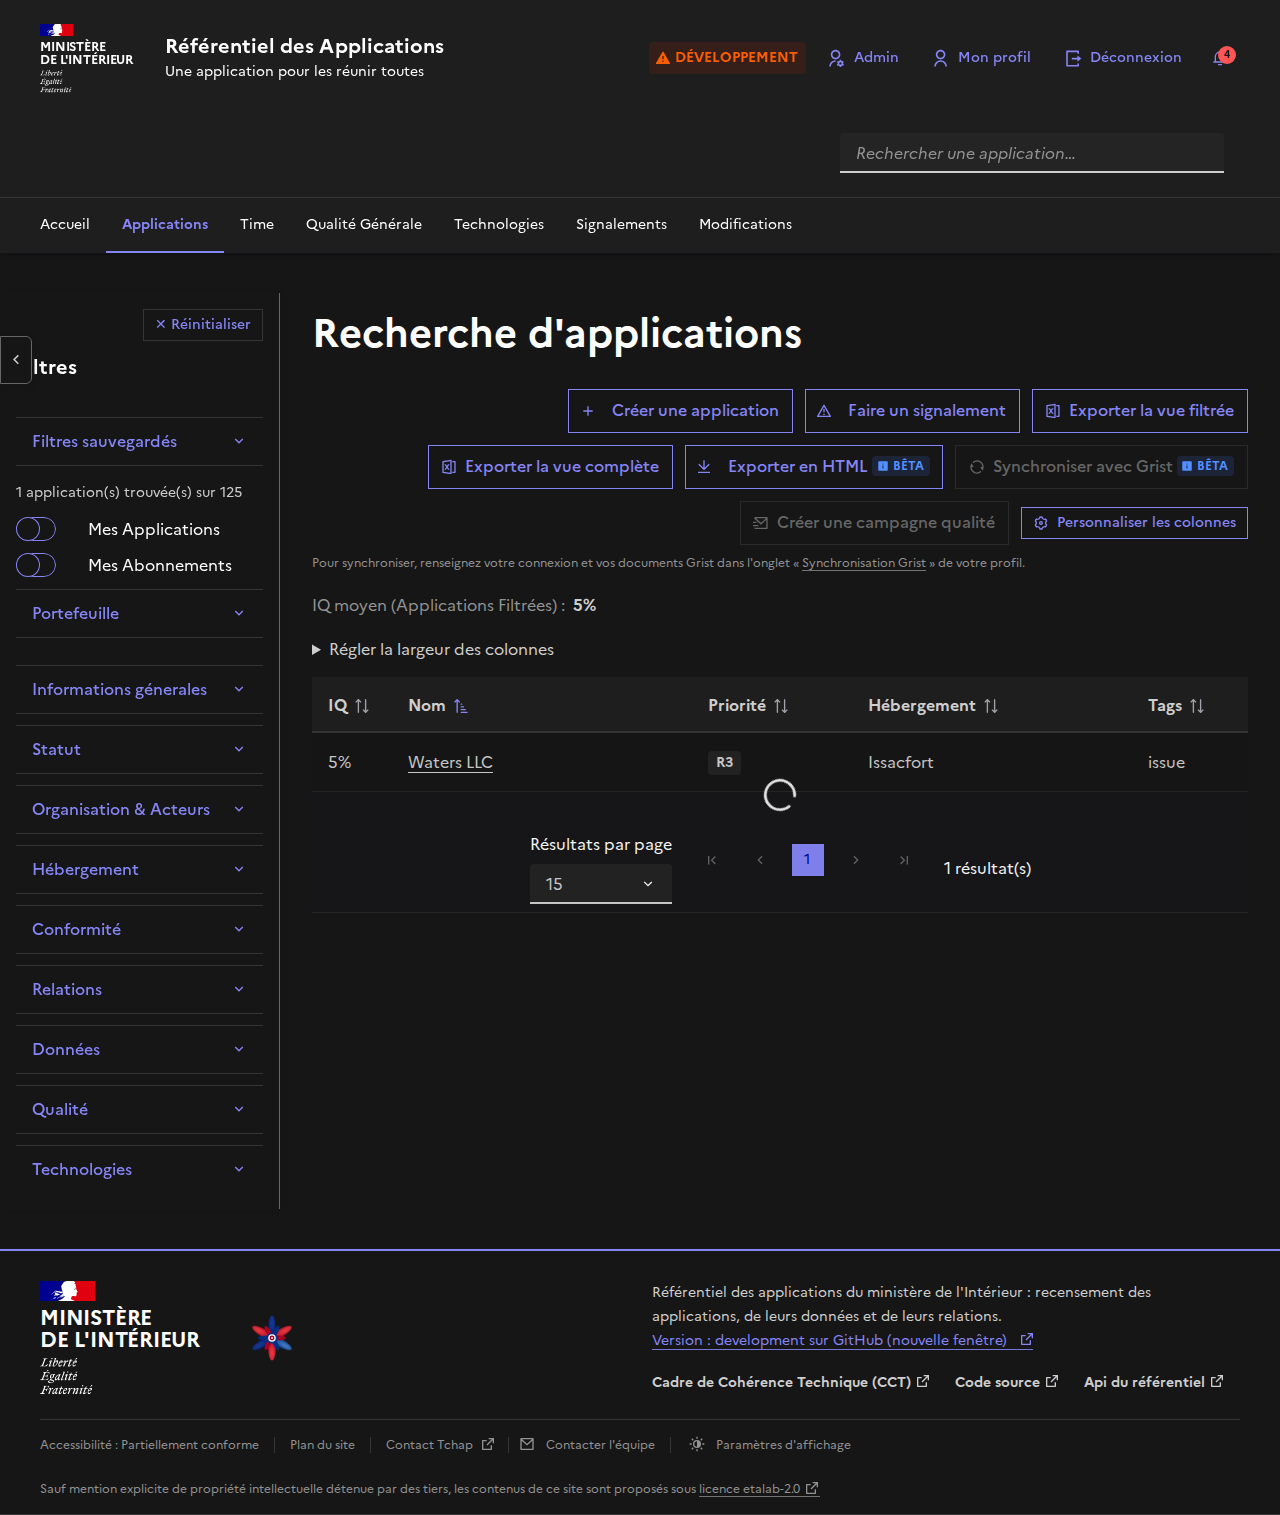 MINISTÈRE
DE L'INTÉRIEUR
Liberté
Égalité
Fraternité
Référentiel des Applications
Une application pour les réunir toutes
DÉVELOPPEMENT
Admin
Mon profil
Déconnexion
4
Rechercher une application…
Accueil
Applications
Time
Qualité Générale
Technologies
Signalements
Modifications
Réinitialiser
ltres
Filtres sauvegardés
1 application(s) trouvée(s) sur 125
Mes Applications
Mes Abonnements
Portefeuille
Informations génerales
Statut
Organisation & Acteurs
Hébergement
Conformité
Relations
Données
Qualité
Technologies
Recherche d'applications
Créer une application
Faire un signalement
Exporter la vue filtrée
Exporter la vue complète
Exporter en HTML BÊTA
Synchroniser avec Grist BÊTA
Créer une campagne qualité
Personnaliser les colonnes
Pour synchroniser, renseignez votre connexion et vos documents Grist dans l'onglet « Synchronisation Grist » de votre profil.
IQ moyen (Applications Filtrées) : 5%
Régler la largeur des colonnes
IQ Nom Priorité Hébergement Tags
5% Waters LLC R3 Issacfort issue
Résultats par page
15
1
1 résultat(s)
MINISTÈRE
DE L'INTÉRIEUR
Liberté
Égalité
Fraternité
Référentiel des applications du ministère de l'Intérieur : recensement des
applications, de leurs données et de leurs relations.
Version : development sur GitHub (nouvelle fenêtre)
Cadre de Cohérence Technique (CCT)
Code source
Api du référentiel
Accessibilité : Partiellement conforme
Plan du site
Contact Tchap
Contacter l'équipe
Paramètres d'affichage
Sauf mention explicite de propriété intellectuelle détenue par des tiers, les contenus de ce site sont proposés sous licence etalab-2.0